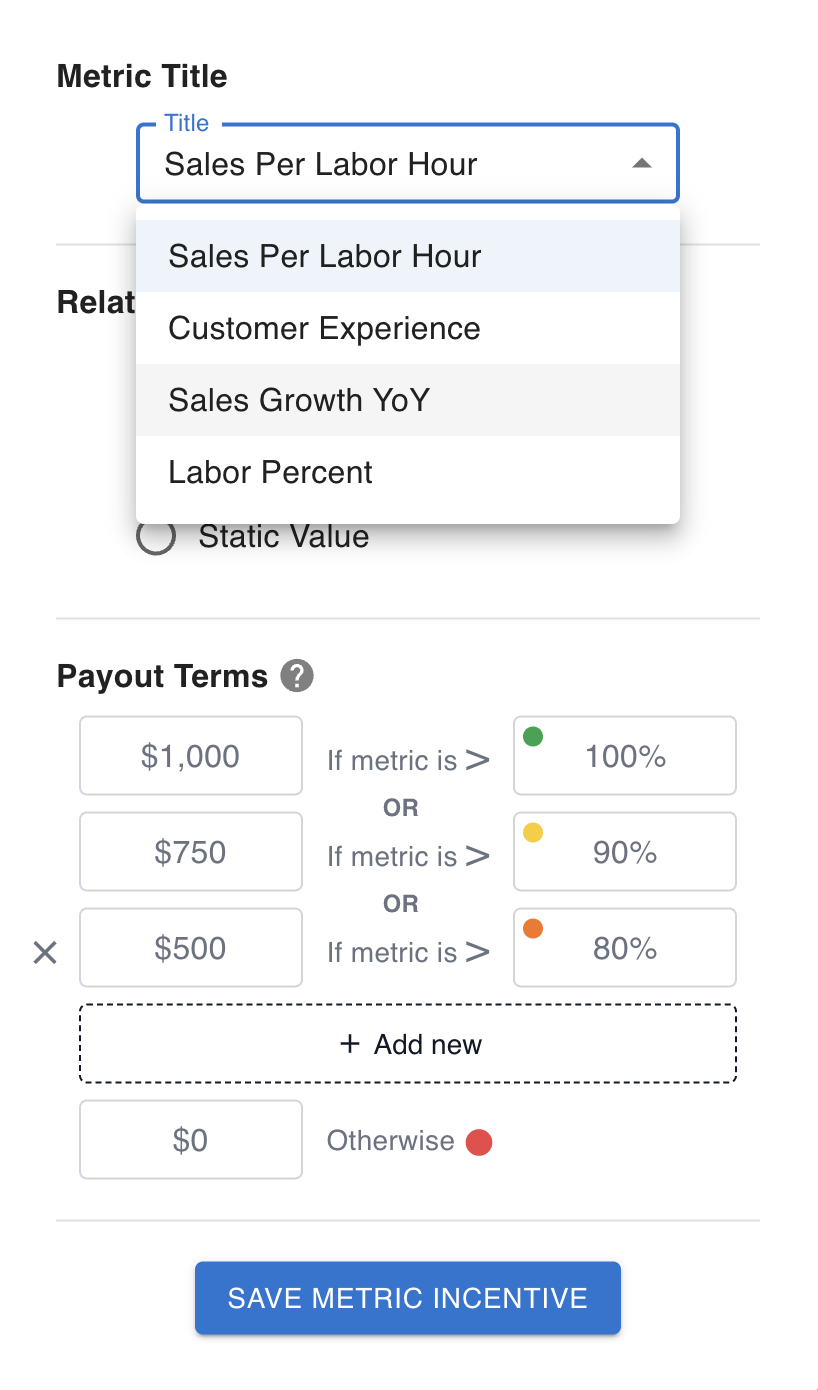 Metric Title
Title
Sales Per Labor Hour
Sales Per Labor Hour
Relat
Customer Experience
Sales Growth YoY
Labor Percent
Static Value
Payout Terms ?
$1,000 If metric is > 100%
OR
$750 If metric is > 90%
OR
× $500 If metric is > 80%
+ Add new
$0 Otherwise
SAVE METRIC INCENTIVE